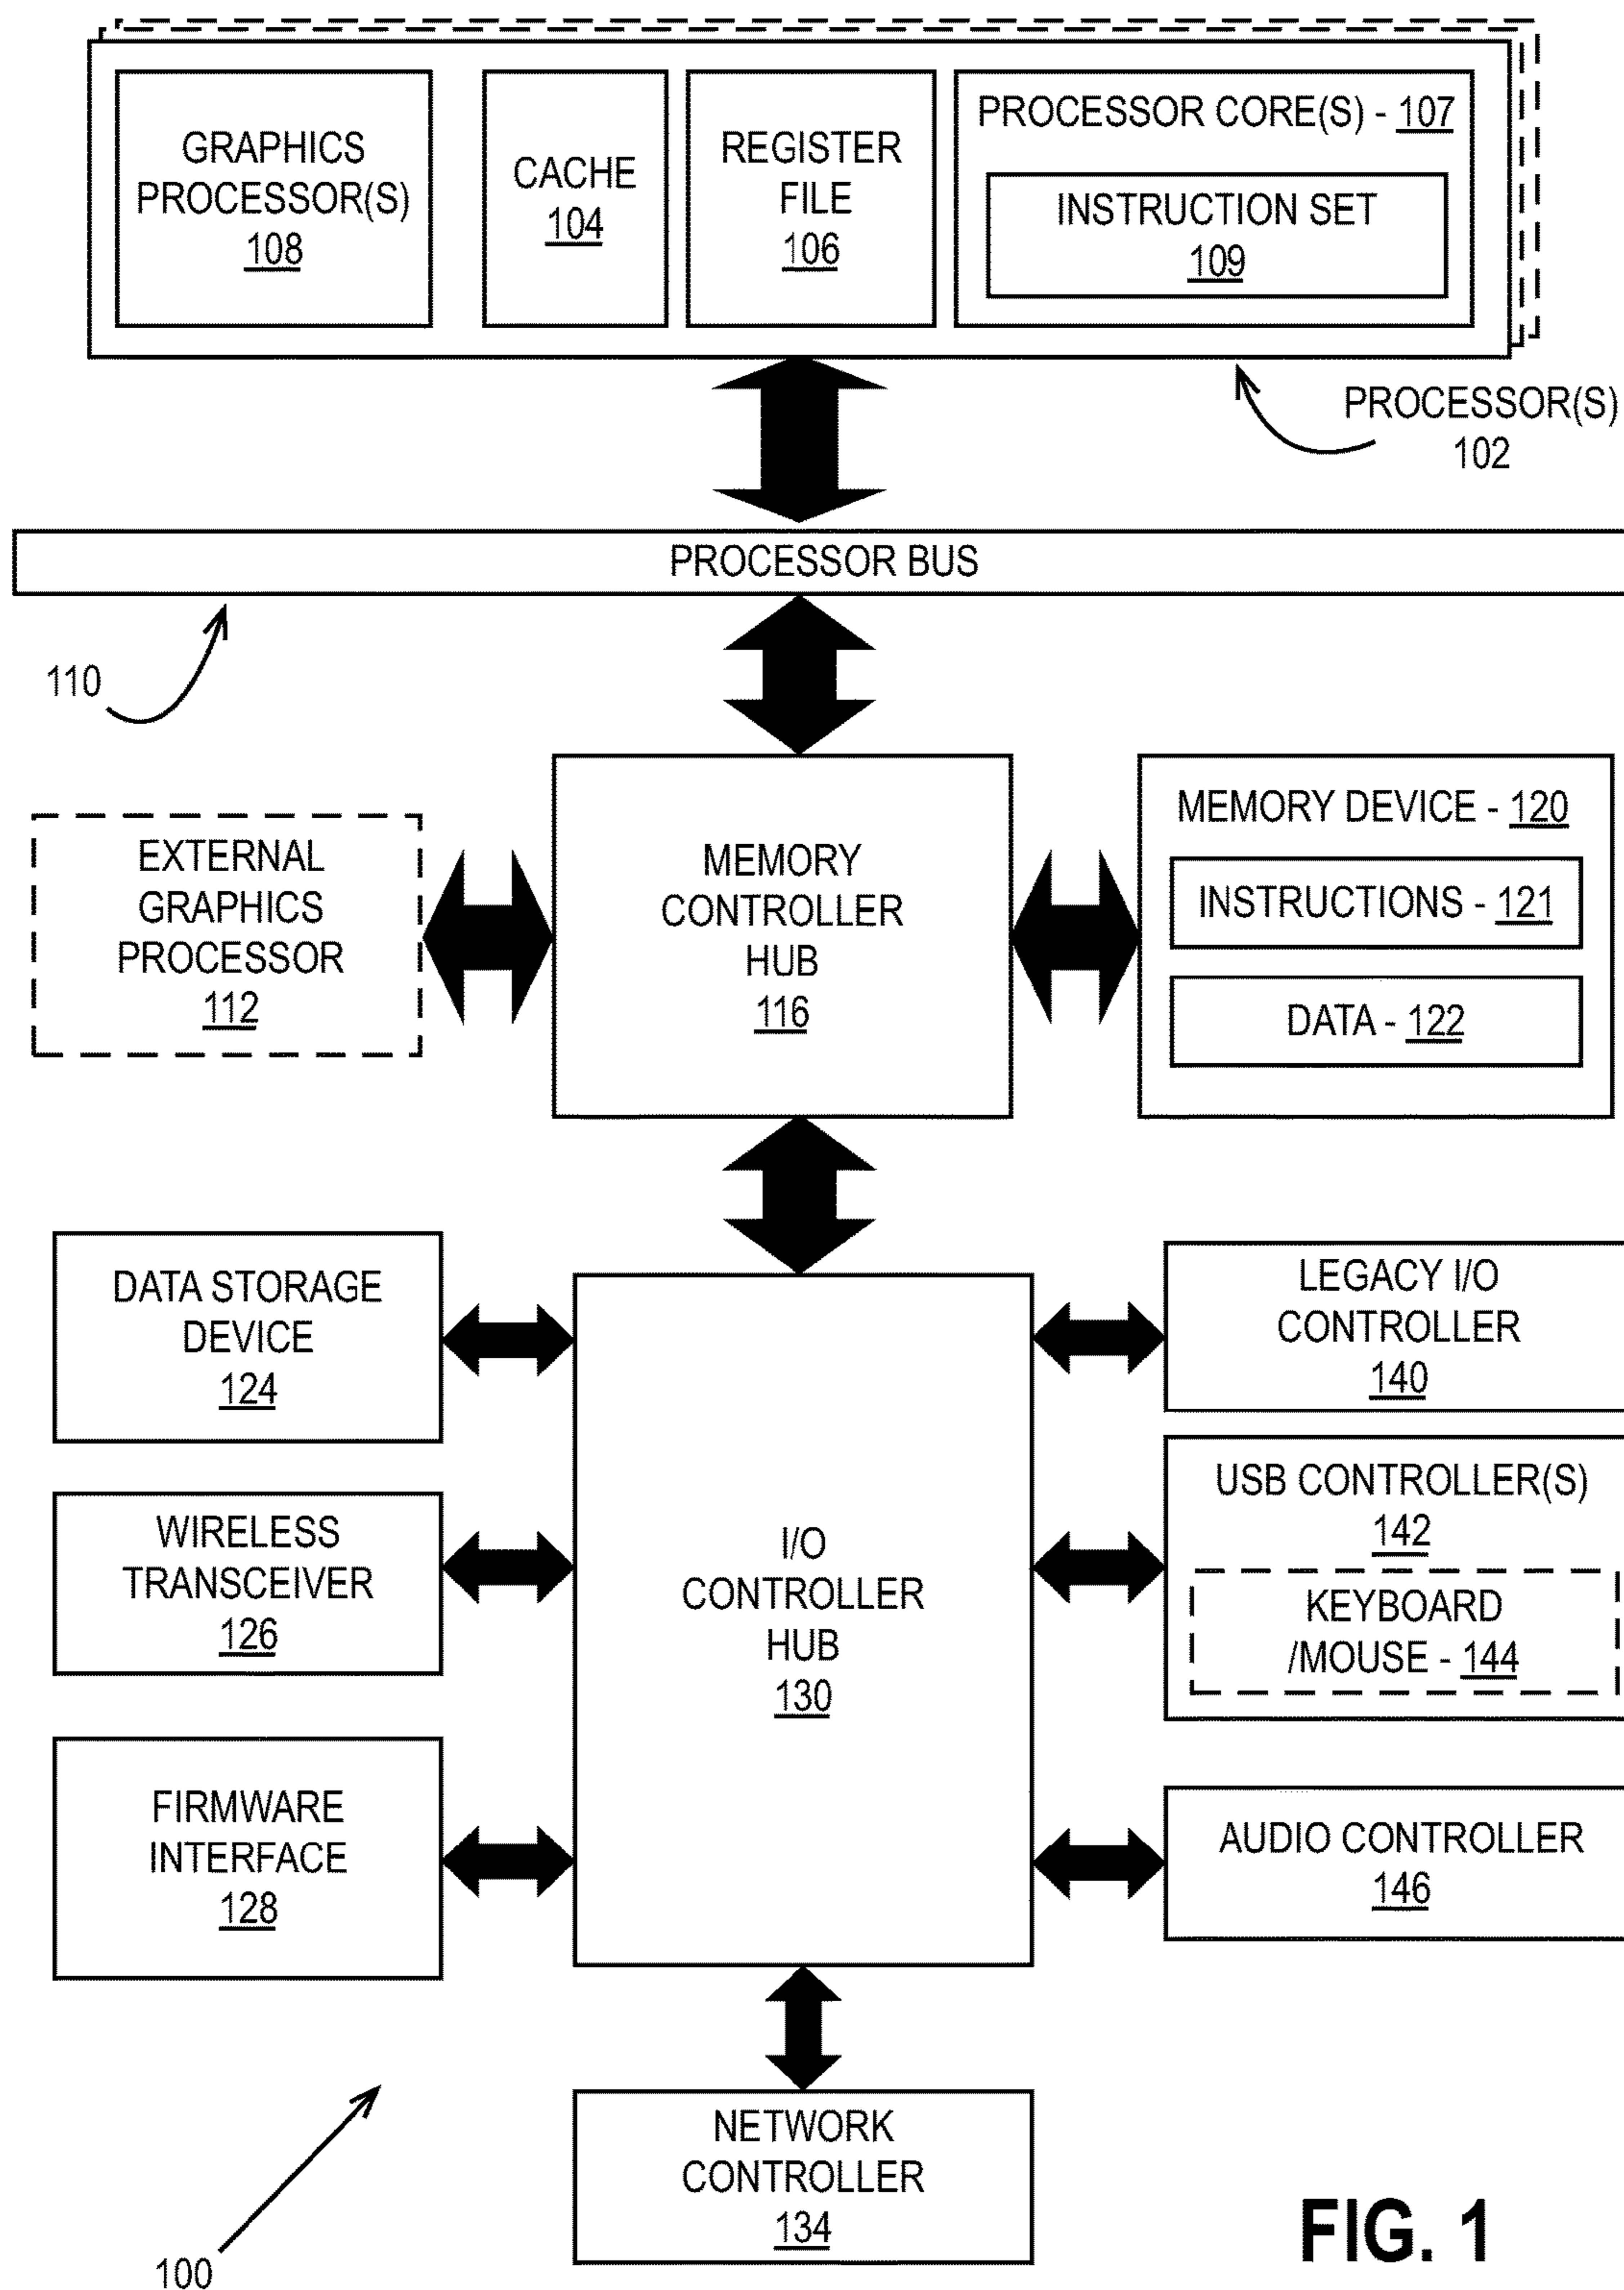 GRAPHICS
PROCESSOR(S)
108
CACHE
104
REGISTER
FILE
106
PROCESSOR CORE(S) - 107
INSTRUCTION SET
109
PROCESSOR(S)
102
PROCESSOR BUS
110
EXTERNAL
GRAPHICS
PROCESSOR
112
MEMORY
CONTROLLER
HUB
116
MEMORY DEVICE - 120
INSTRUCTIONS - 121
DATA - 122
DATA STORAGE
DEVICE
124
WIRELESS
TRANSCEIVER
126
FIRMWARE
INTERFACE
128
I/O
CONTROLLER
HUB
130
LEGACY I/O
CONTROLLER
140
USB CONTROLLER(S)
142
KEYBOARD
/MOUSE - 144
AUDIO CONTROLLER
146
NETWORK
CONTROLLER
134
100
FIG. 1